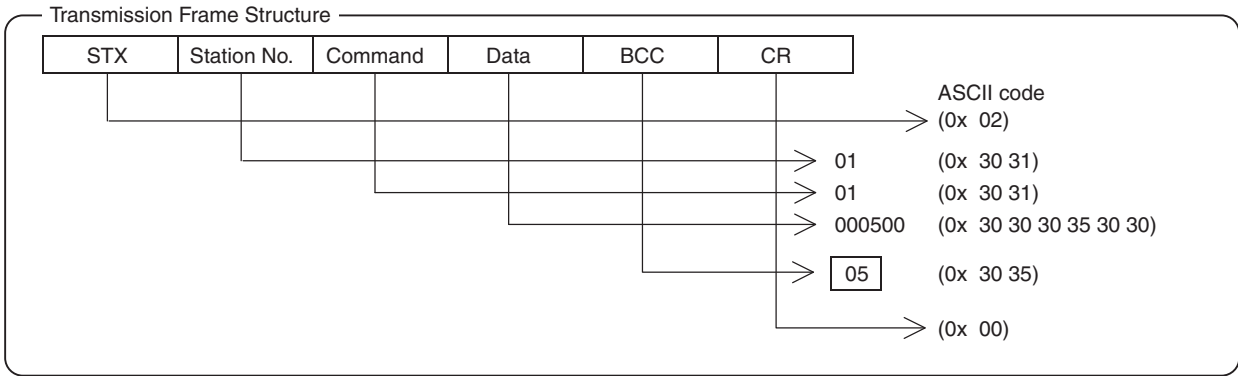 Transmission Frame Structure
STX Station No. Command Data BCC CR
ASCII code
(0x 02)
01 (0x 30 31)
01 (0x 30 31)
000500 (0x 30 30 30 35 30 30)
05 (0x 30 35)
(0x 00)